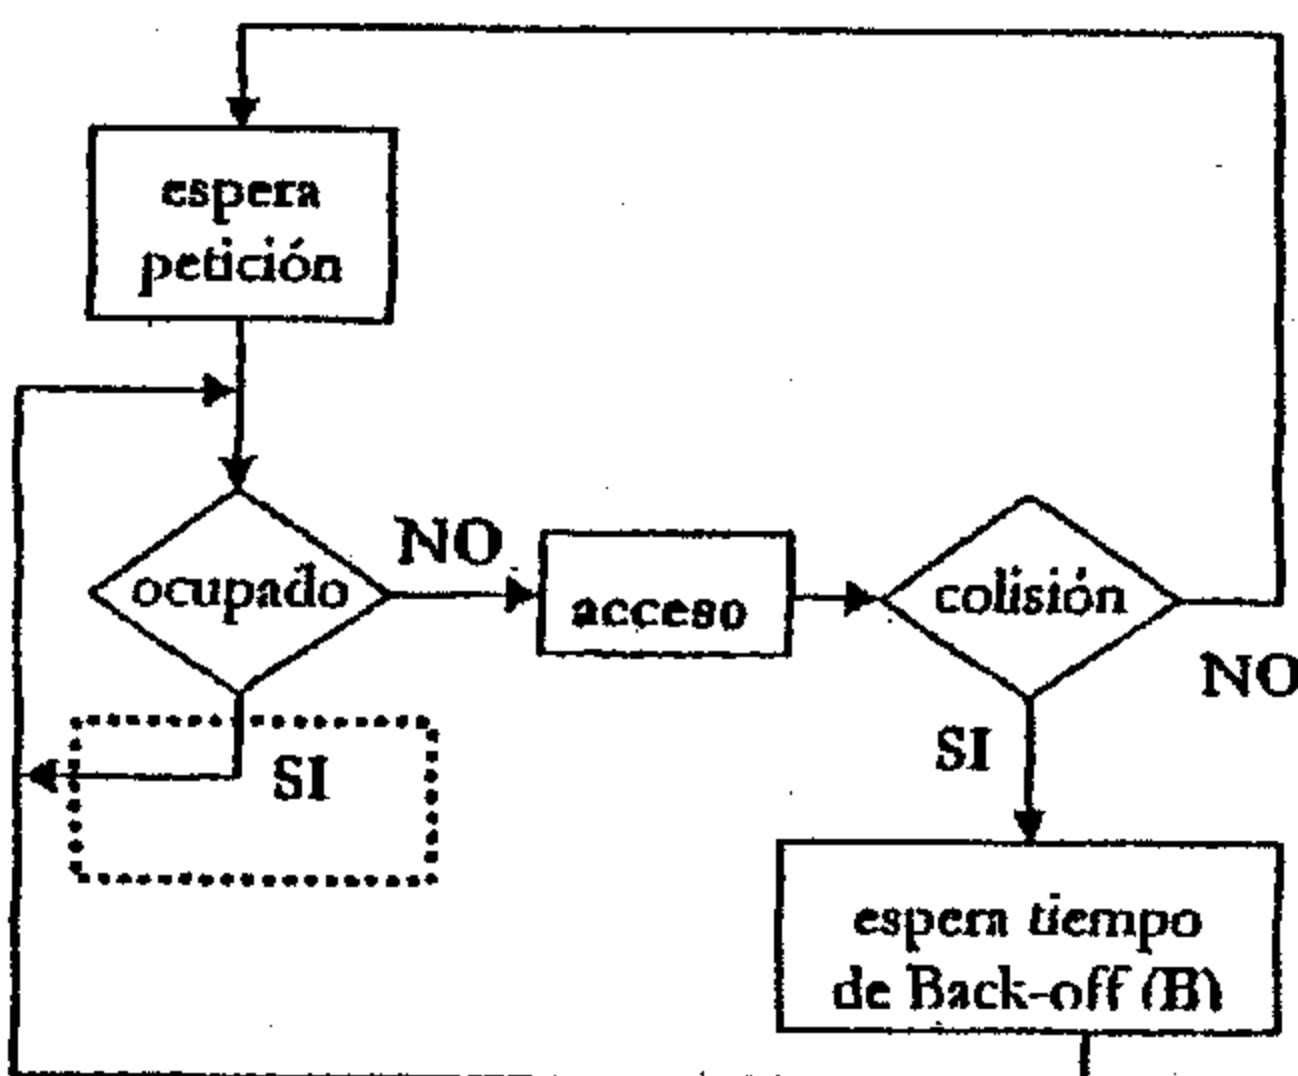 espera
petición
ocupado
NO
acceso
colisión
NO
SI
SI
espera tiempo
de Back-off (B)